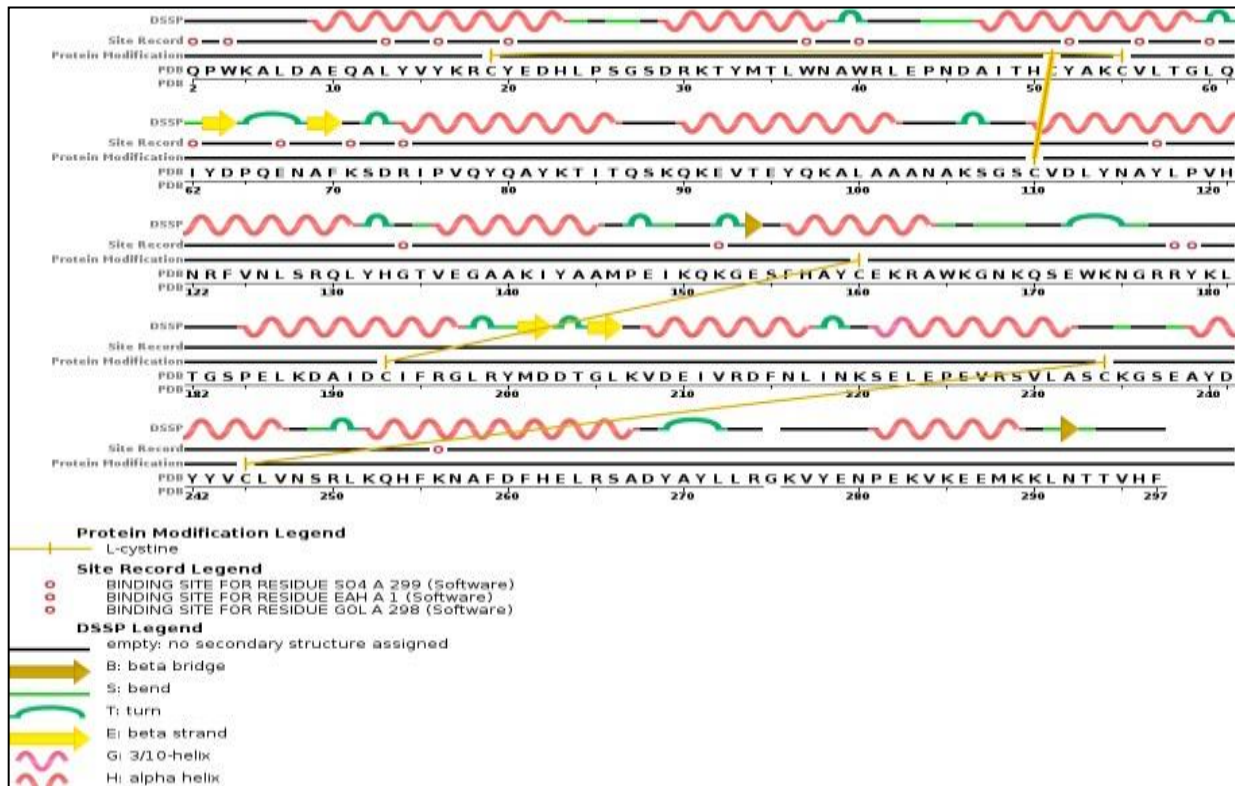 DSSP
Site Record
Protein Modification
PDB Q P W K A L D A E Q A L Y V Y K R C Y E D H L P S G S D R K T Y M T L W N A W R L E P N D A I T H C Y A K C V L T G L Q
PDB 2 10 20 30 40 50 60
DSSP
Site Record
Protein Modification
PDB I Y D P Q E N A F K S D R I P V Q Y Q A Y K T I T Q S K Q K E V T E Y Q K A L A A A N A K S G S C V D L Y N A Y L P V H
PDB 62 70 80 90 100 110 120
DSSP
Site Record
Protein Modification
PDB N R F V N L S R Q L Y H G T V E G A A K I Y A A M P E I K Q K G E S F H A Y C E K R A W K G N K Q S E W K N G R R Y K L
PDB 122 130 140 150 160 170 180
DSSP
Site Record
Protein Modification
PDB T G S P E L K D A I D C I F R G L R Y M D D T G L K V D E I V R D F N L I N K S E L E P E V R S V L A S C K G S E A Y D
PDB 182 190 200 210 220 230 240
DSSP
Site Record
Protein Modification
PDB Y Y V C L V N S R L K Q H F K N A F D F H E L R S A D Y A Y L L R G K V Y E N P E K V K E E M K K L N T T V H F
PDB 242 250 260 270 280 290 297
Protein Modification Legend
L-cystine
Site Record Legend
BINDING SITE FOR RESIDUE SO4 A 299 (Software)
BINDING SITE FOR RESIDUE EAH A 1 (Software)
BINDING SITE FOR RESIDUE GOL A 298 (Software)
DSSP Legend
empty: no secondary structure assigned
B: beta bridge
S: bend
T: turn
E: beta strand
G: 3/10-helix
H: alpha helix